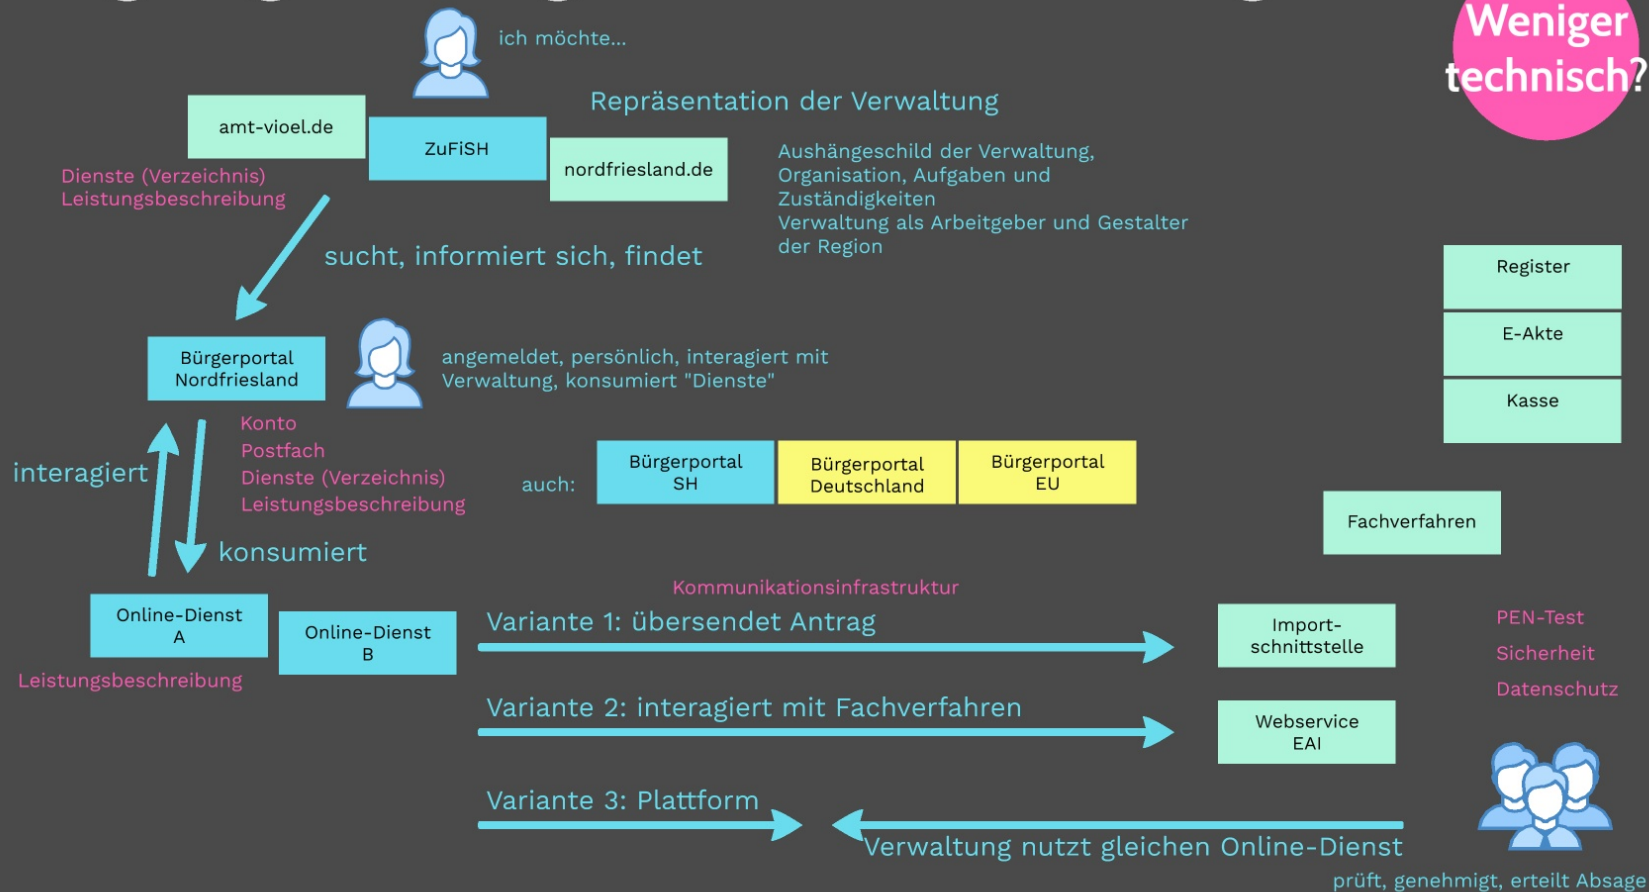 Weniger
technisch?
ich möchte...
Repräsentation der Verwaltung
amt-vioel.de
ZuFiSH
nordfriesland.de
Aushängeschild der Verwaltung,
Organisation, Aufgaben und
Zuständigkeiten
Verwaltung als Arbeitgeber und Gestalter
der Region
Dienste (Verzeichnis)
Leistungsbeschreibung
sucht, informiert sich, findet
Register
E-Akte
Kasse
Bürgerportal
Nordfriesland
angemeldet, persönlich, interagiert mit
Verwaltung, konsumiert "Dienste"
Konto
Postfach
Dienste (Verzeichnis)
Leistungsbeschreibung
interagiert
konsumiert
auch:
Bürgerportal
SH
Bürgerportal
Deutschland
Bürgerportal
EU
Fachverfahren
Kommunikationsinfrastruktur
Online-Dienst
A
Online-Dienst
B
Leistungsbeschreibung
Variante 1: übersendet Antrag
Import-
schnittstelle
PEN-Test
Sicherheit
Datenschutz
Variante 2: interagiert mit Fachverfahren
Webservice
EAI
Variante 3: Plattform
Verwaltung nutzt gleichen Online-Dienst
prüft, genehmigt, erteilt Absage